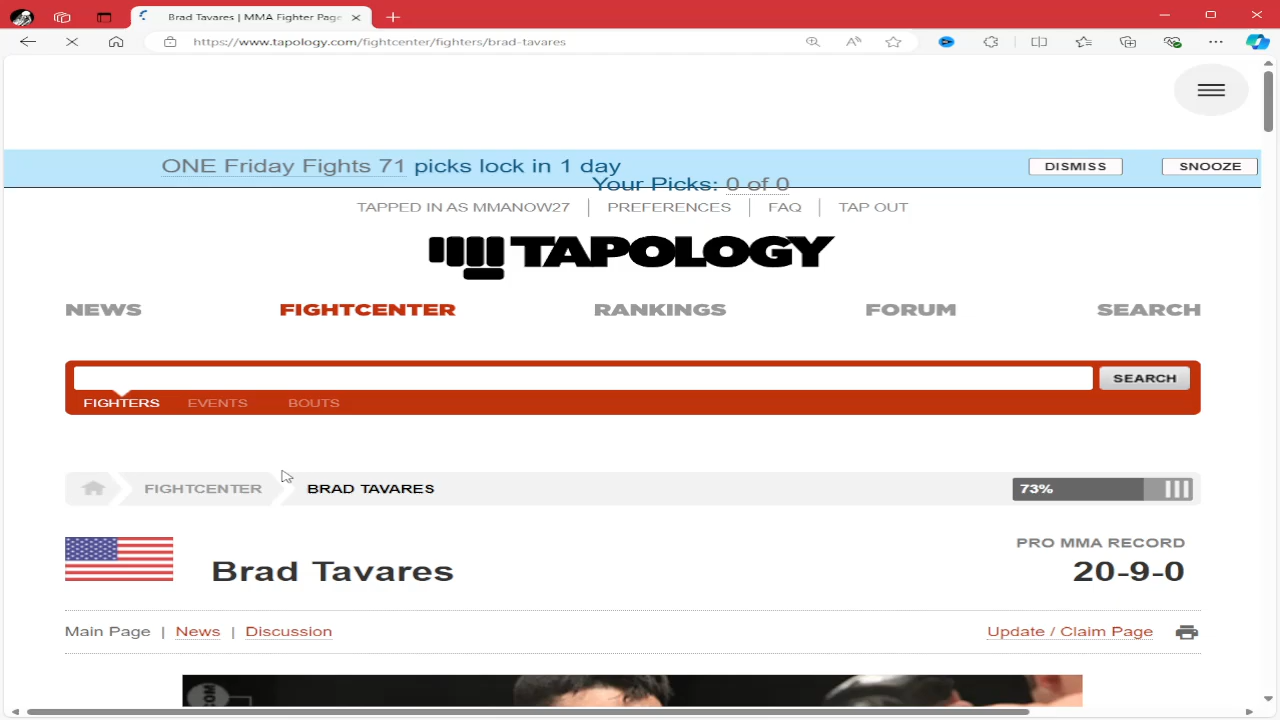 Brad Tavares | MMA Fighter Page
https://www.tapology.com/fightcenter/fighters/brad-tavares
ONE Friday Fights 71 picks lock in 1 day
Your Picks: 0 of 0
DISMISS
SNOOZE
TAPPED IN AS MMANOW27
PREFERENCES
FAQ
TAP OUT
TAPOLOGY
NEWS
FIGHTCENTER
RANKINGS
FORUM
SEARCH
SEARCH
FIGHTERS
EVENTS
BOUTS
FIGHTCENTER
BRAD TAVARES
73%
Brad Tavares
PRO MMA RECORD
20-9-0
Main Page | News | Discussion
Update / Claim Page